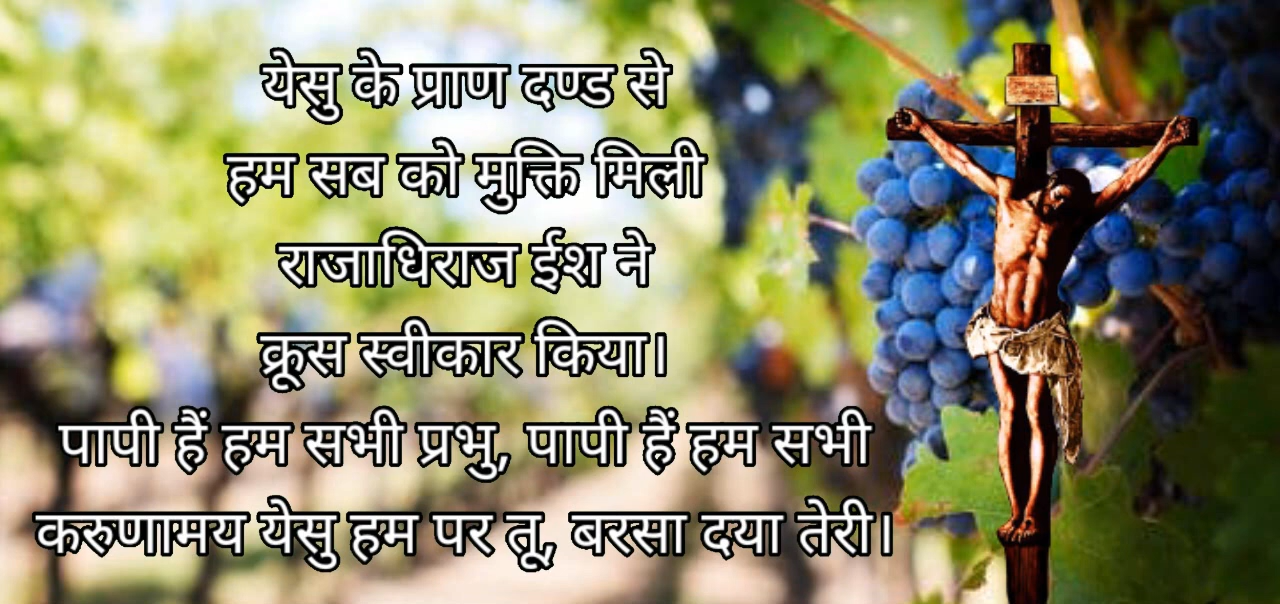 येसु के प्राण दण्ड से
हम सब को मुक्ति मिली
राजाधिराज ईश ने
क्रूस स्वीकार किया।
पापी हैं हम सभी प्रभु, पापी हैं हम सभी
करुणामय येसु हम पर तू, बरसा दया तेरी।